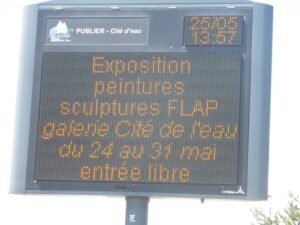 PUBLIER - Cité d'eau
25/05
13:57
Exposition
peintures
sculptures FLAP
galerie Cité de l'eau
du 24 au 31 mai
entrée libre